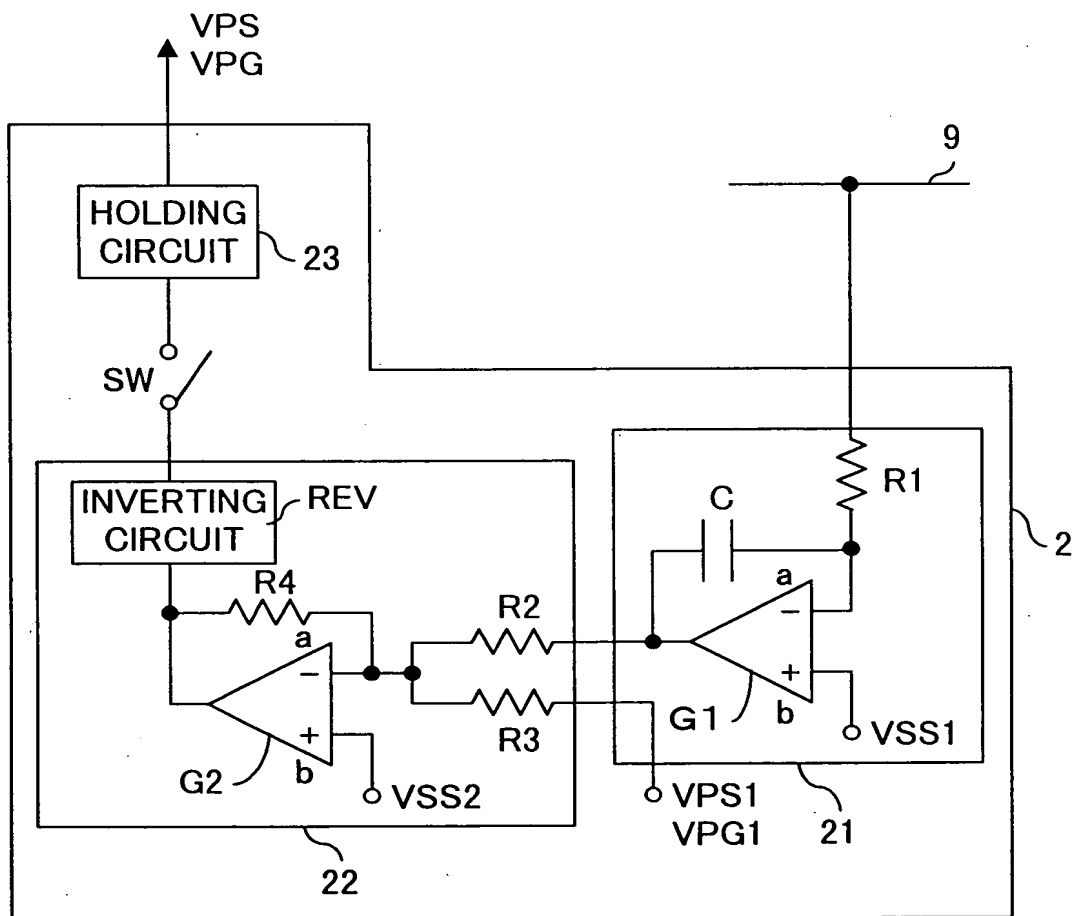 VPS
VPG
9
HOLDING
CIRCUIT
23
SW
INVERTING
CIRCUIT
REV
R1
C
2
R4
a
−
+
b
G2
VSS2
R2
R3
a
−
+
b
G1
VSS1
VPS1
VPG1
21
22